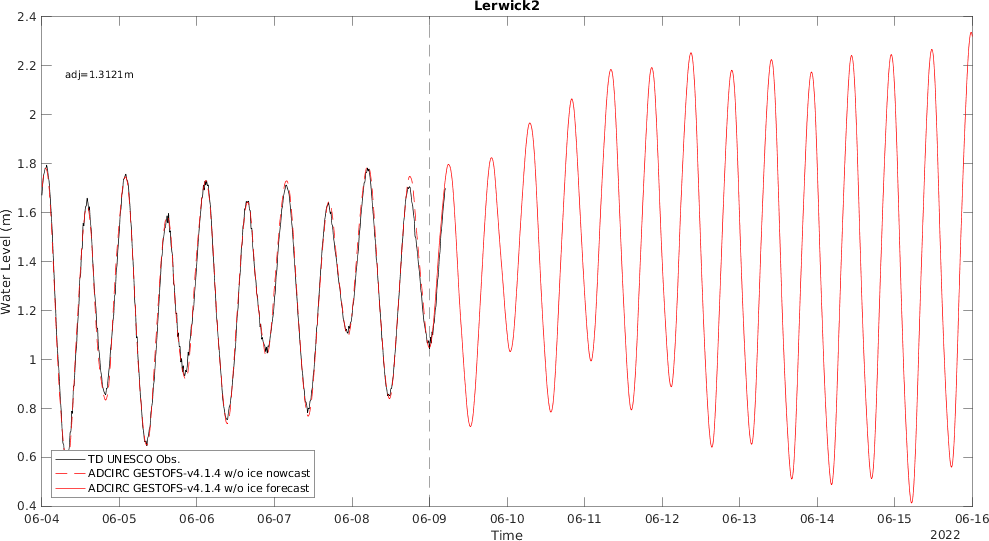 Lerwick2
2.4
2.2
2
1.8
1.6
1.4
1.2
1
0.8
0.6
0.4
Water Level (m)
adj=1.3121m
TD UNESCO Obs.
ADCIRC GESTOFS-v4.1.4 w/o ice nowcast
ADCIRC GESTOFS-v4.1.4 w/o ice forecast
06-04 06-05 06-06 06-07 06-08 06-09 06-10 06-11 06-12 06-13 06-14 06-15 06-16
Time
2022